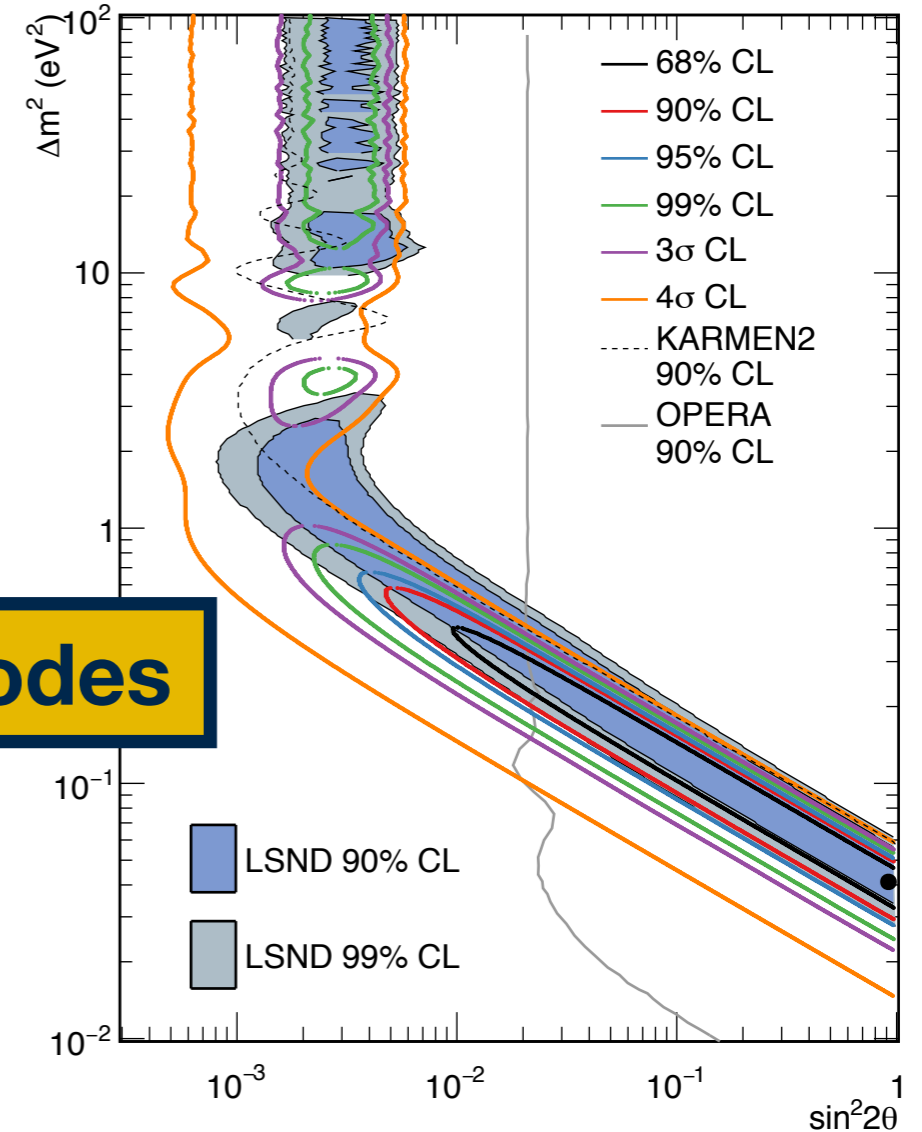 10²
Δm² (eV²)
68% CL
90% CL
95% CL
99% CL
3σ CL
4σ CL
KARMEN2
90% CL
OPERA
90% CL
10
1
odes
10⁻¹
LSND 90% CL
LSND 99% CL
10⁻²
10⁻³ 10⁻² 10⁻¹ 1
sin²2θ